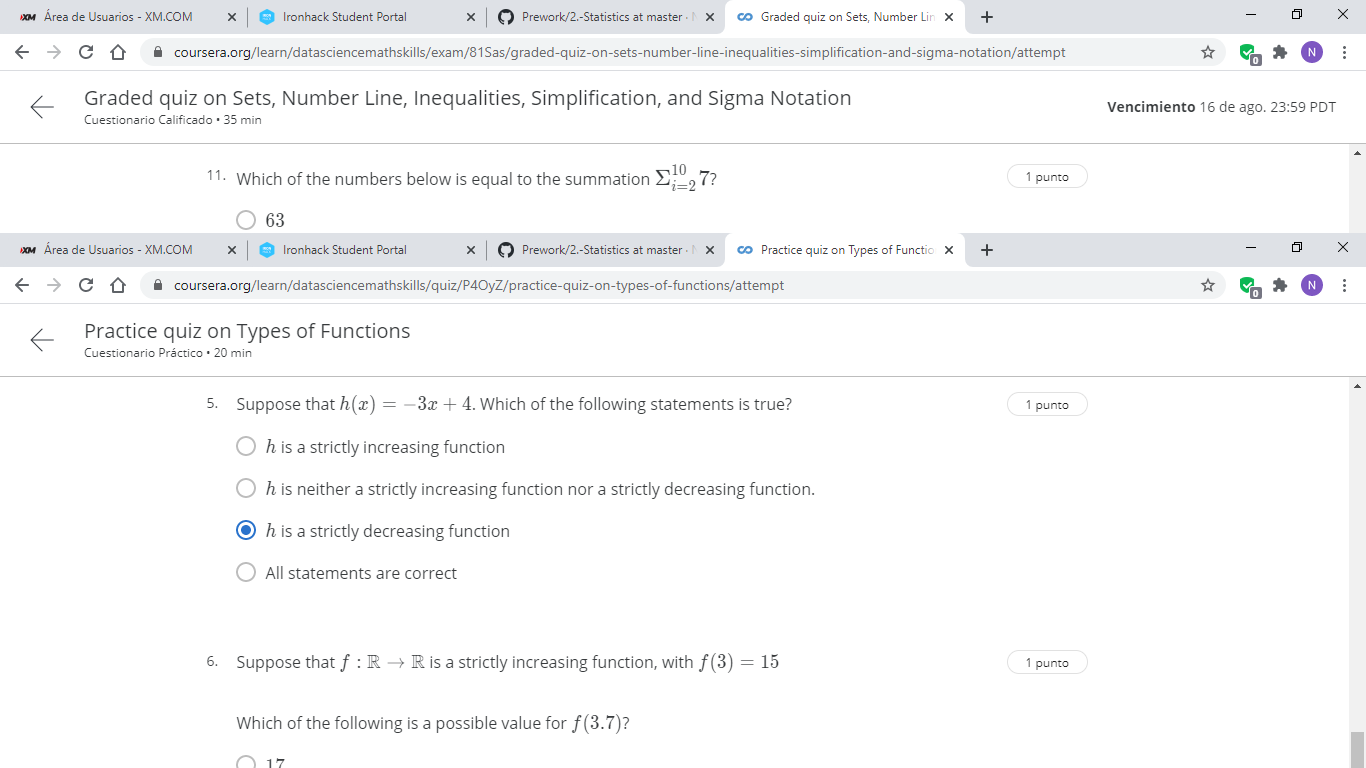 XM Área de Usuarios - XM.COM Ironhack Student Portal Prework/2.-Statistics at master · Graded quiz on Sets, Number Lin
coursera.org/learn/datasciencemathskills/exam/81Sas/graded-quiz-on-sets-number-line-inequalities-simplification-and-sigma-notation/attempt 0 N
Graded quiz on Sets, Number Line, Inequalities, Simplification, and Sigma Notation
Cuestionario Calificado • 35 min
Vencimiento 16 de ago. 23:59 PDT
11. Which of the numbers below is equal to the summation Σ¹⁰ᵢ₌₂ 7? 1 punto
63
XM Área de Usuarios - XM.COM Ironhack Student Portal Prework/2.-Statistics at master · Practice quiz on Types of Functio
coursera.org/learn/datasciencemathskills/quiz/P4OyZ/practice-quiz-on-types-of-functions/attempt 0 N
Practice quiz on Types of Functions
Cuestionario Práctico • 20 min
5. Suppose that h(x) = −3x + 4. Which of the following statements is true? 1 punto
h is a strictly increasing function
h is neither a strictly increasing function nor a strictly decreasing function.
h is a strictly decreasing function
All statements are correct
6. Suppose that f : ℝ → ℝ is a strictly increasing function, with f(3) = 15 1 punto
Which of the following is a possible value for f(3.7)?
17